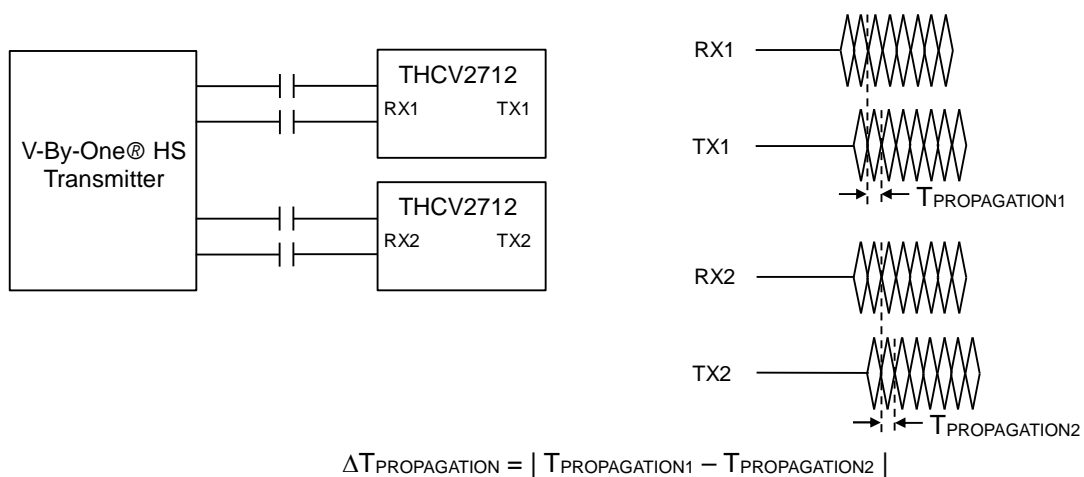 V-By-One® HS
Transmitter
THCV2712
RX1 TX1
THCV2712
RX2 TX2
RX1
TX1
TPROPAGATION1
RX2
TX2
TPROPAGATION2
ΔTPROPAGATION = | TPROPAGATION1 – TPROPAGATION2 |